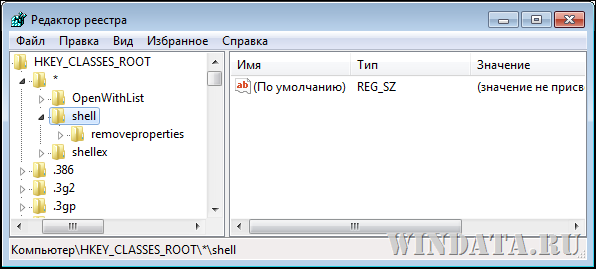 Редактор реестра
Файл Правка Вид Избранное Справка
HKEY_CLASSES_ROOT
*
OpenWithList
shell
removeproperties
shellex
.386
.3g2
.3gp
Имя Тип Значение
ab (По умолчанию) REG_SZ (значение не присв
Компьютер\HKEY_CLASSES_ROOT\*\shell
WINDATA.RU